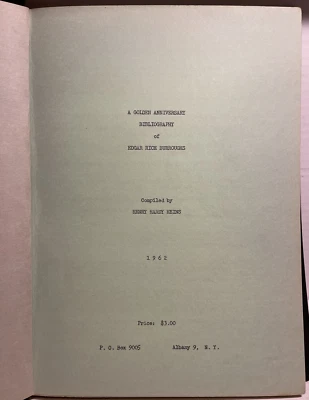 A GOLDEN ANNIVERSARY
BIBLIOGRAPHY
of
EDGAR RICE BURROUGHS
Compiled by
HENRY HARDY HEINS
1962
Price: $3.00
P. O. Box 9005 Albany 9, N. Y.